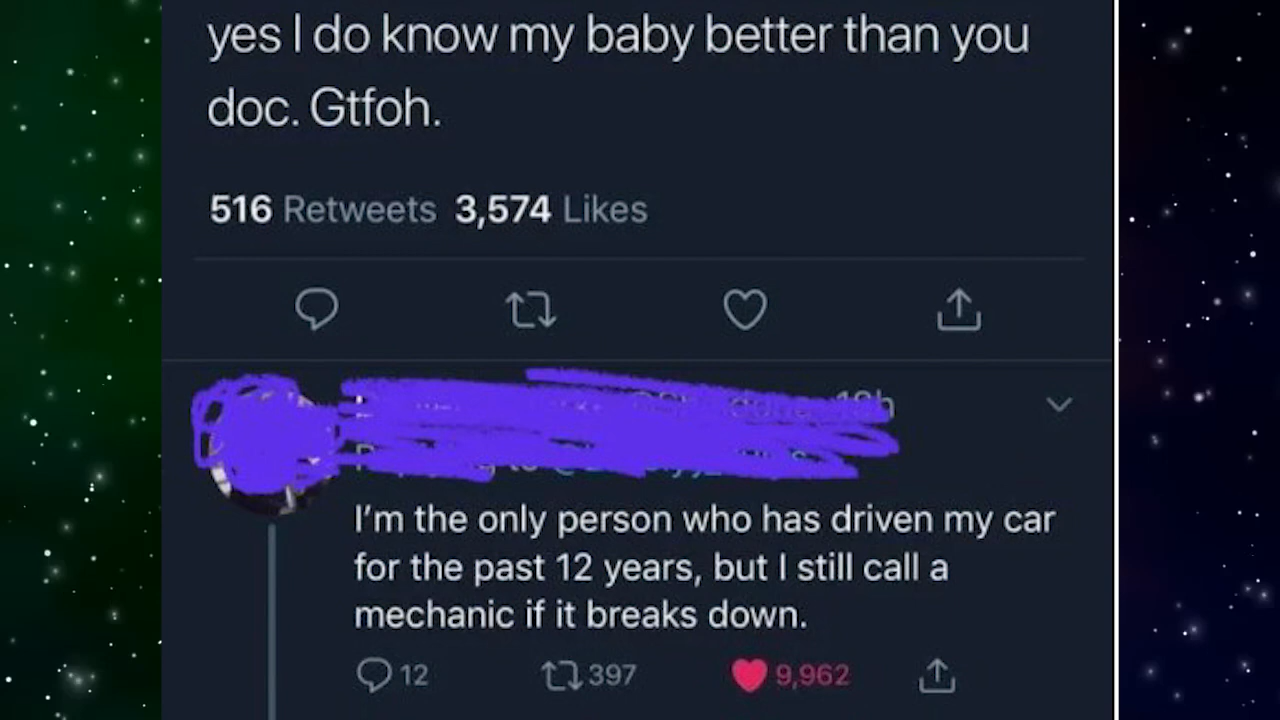 yes I do know my baby better than you
doc. Gtfoh.
516 Retweets 3,574 Likes
I'm the only person who has driven my car
for the past 12 years, but I still call a
mechanic if it breaks down.
12 397 9,962